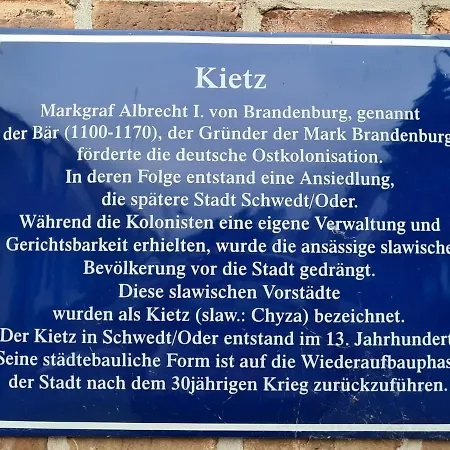 Kietz
Markgraf Albrecht I. von Brandenburg, genannt
der Bär (1100-1170), der Gründer der Mark Brandenburg
förderte die deutsche Ostkolonisation.
In deren Folge entstand eine Ansiedlung,
die spätere Stadt Schwedt/Oder.
Während die Kolonisten eine eigene Verwaltung und
Gerichtsbarkeit erhielten, wurde die ansässige slawische
Bevölkerung vor die Stadt gedrängt.
Diese slawischen Vorstädte
wurden als Kietz (slaw.: Chyza) bezeichnet.
Der Kietz in Schwedt/Oder entstand im 13. Jahrhundert
Seine städtebauliche Form ist auf die Wiederaufbauphas
der Stadt nach dem 30jährigen Krieg zurückzuführen.